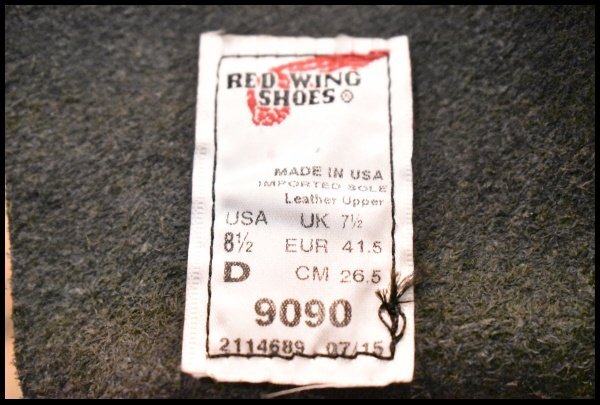 RED WING
SHOES®
MADE IN USA
IMPORTED SOLE
Leather Upper
USA UK 7½
8½ EUR 41.5
D CM 26.5
9090
2114689 07/15